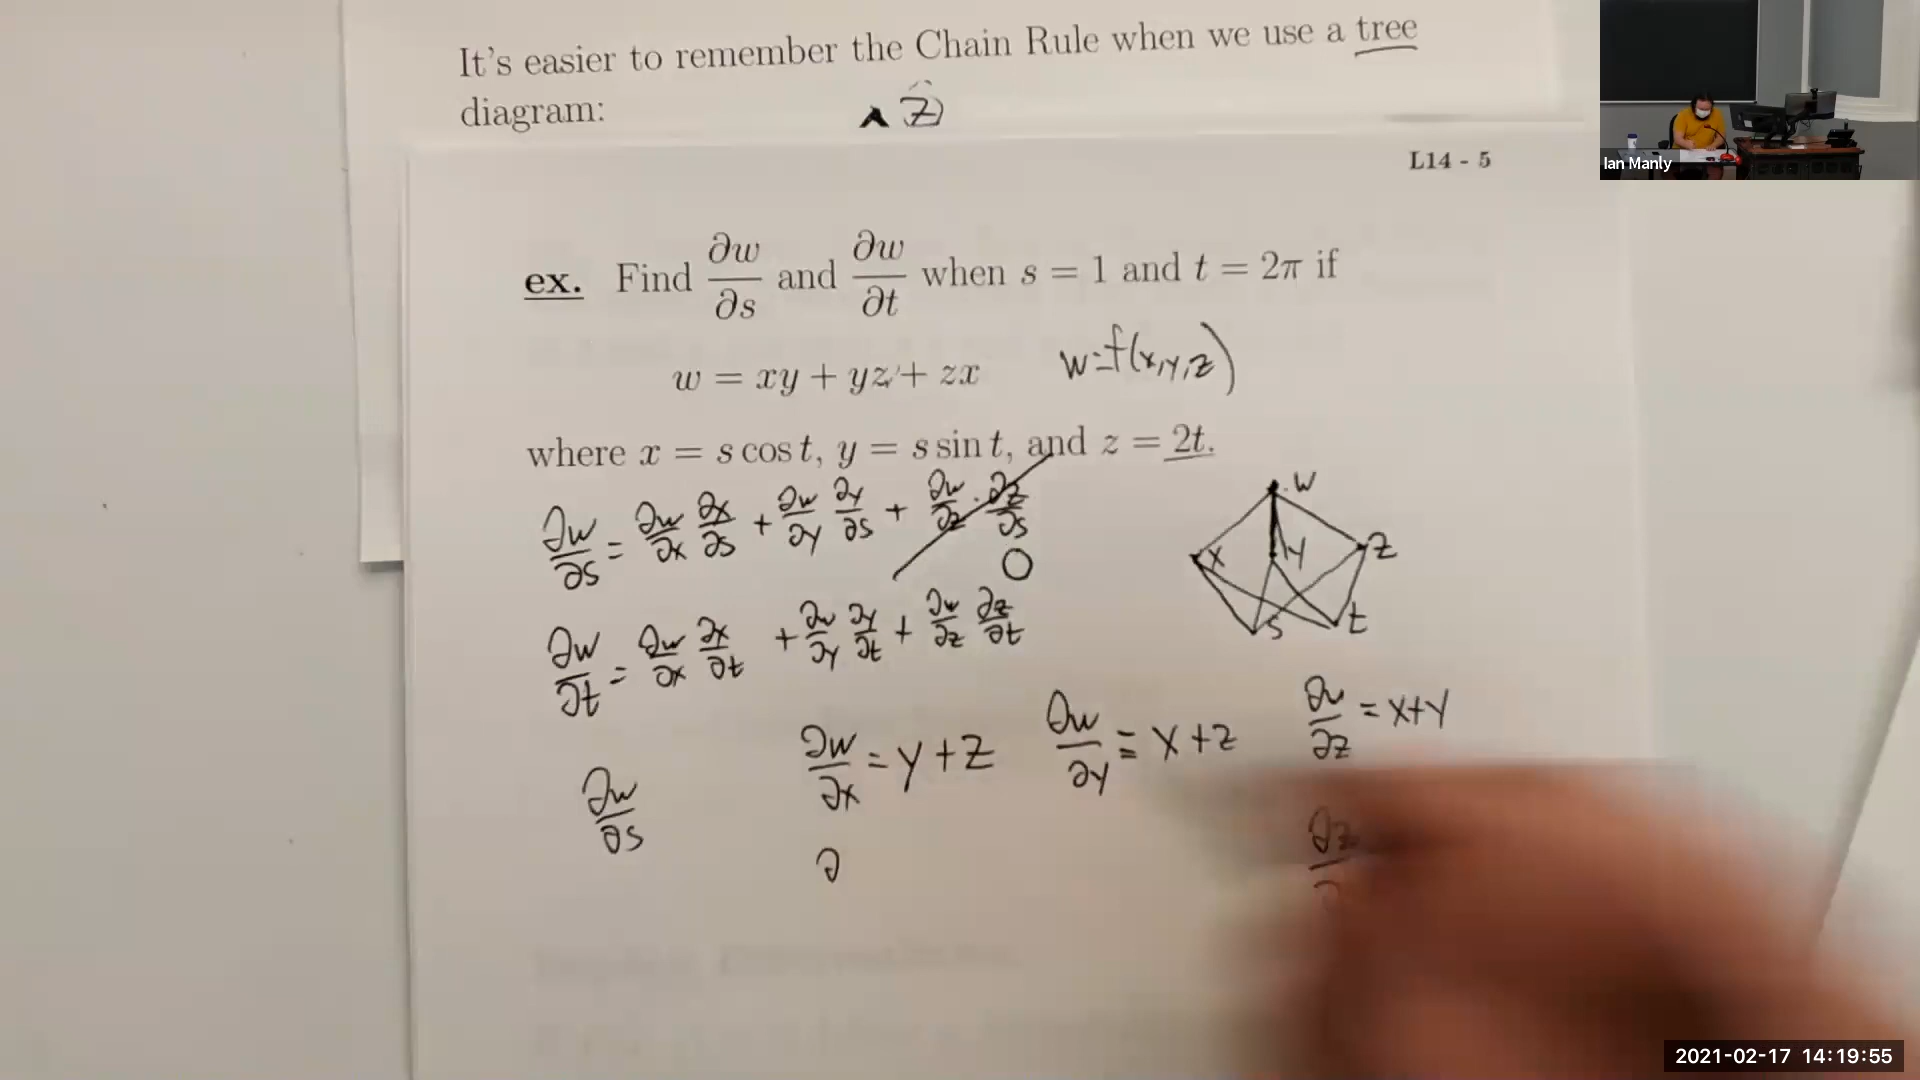 It's easier to remember the Chain Rule when we use a tree
diagram:
Z
L14 - 5
Ian Manly
ex. Find ∂w/∂s and ∂w/∂t when s = 1 and t = 2π if
w = xy + yz + zx w=f(x,y,z)
where x = s cos t, y = s sin t, and z = 2t.
∂w/∂s = ∂w/∂x ∂x/∂s + ∂w/∂y ∂y/∂s + ∂w/∂z · ∂z/∂s
0
W
X Y Z
S t
∂w/∂t = ∂w/∂x ∂x/∂t + ∂w/∂y ∂y/∂t + ∂w/∂z ∂z/∂t
∂w/∂x = y+z ∂w/∂y = x+z ∂w/∂z = x+y
∂w/∂s
∂
∂z/∂
2021-02-17 14:19:55